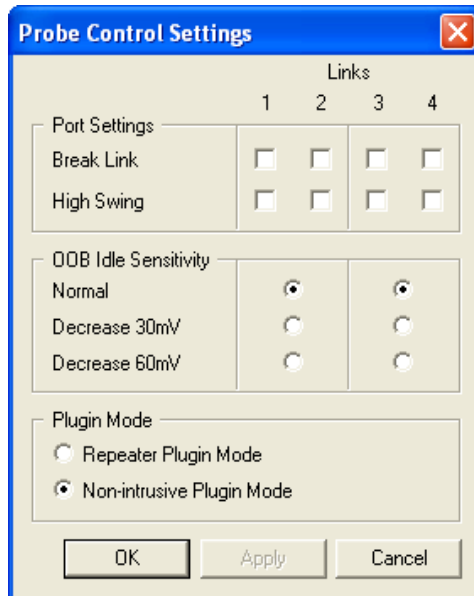 Probe Control Settings
Links
1 2 3 4
Port Settings
Break Link
High Swing
OOB Idle Sensitivity
Normal
Decrease 30mV
Decrease 60mV
Plugin Mode
Repeater Plugin Mode
Non-intrusive Plugin Mode
OK Apply Cancel